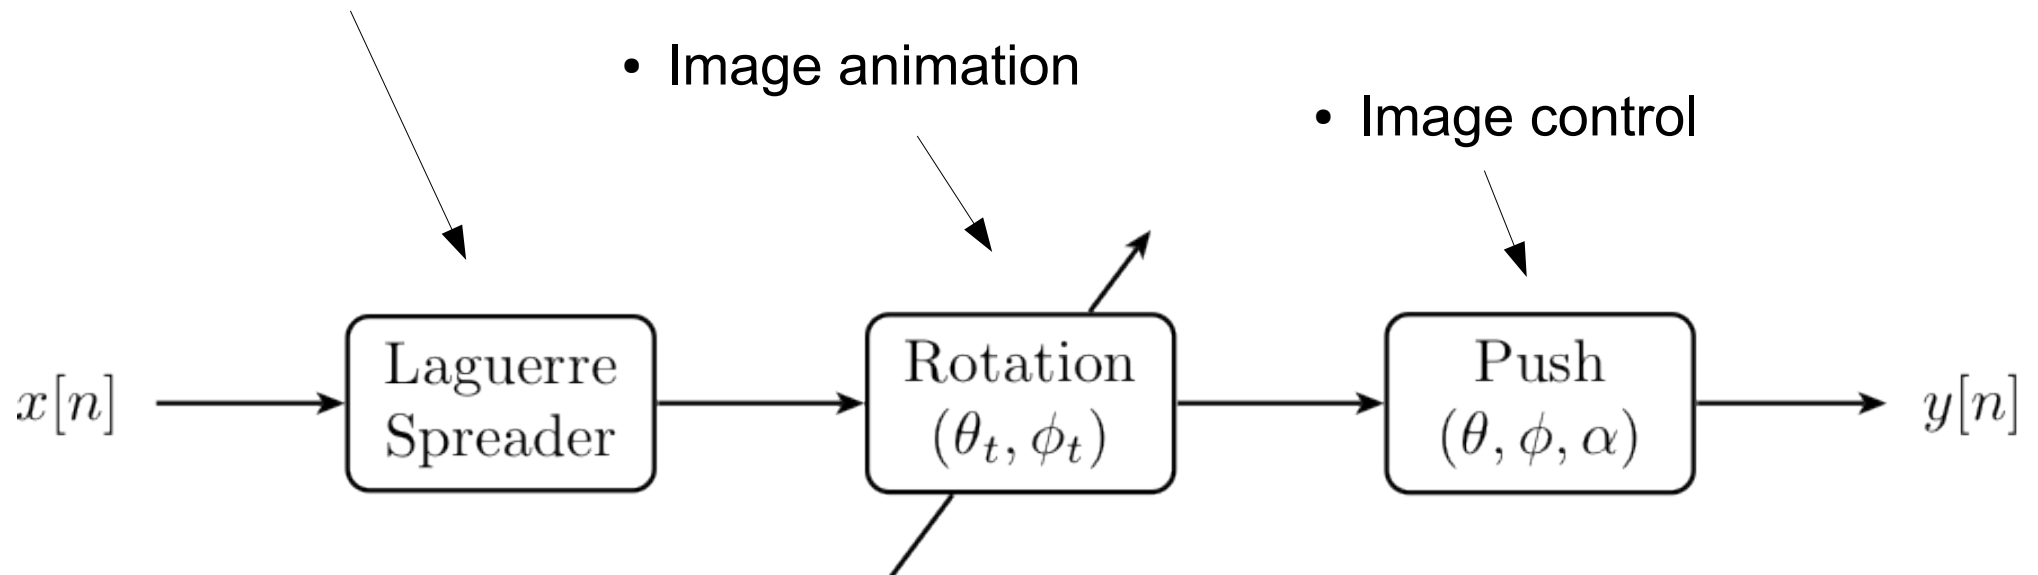 • Image animation
• Image control
x[n]
Laguerre
Spreader
Rotation
(θ_t, ϕ_t)
Push
(θ, ϕ, α)
y[n]